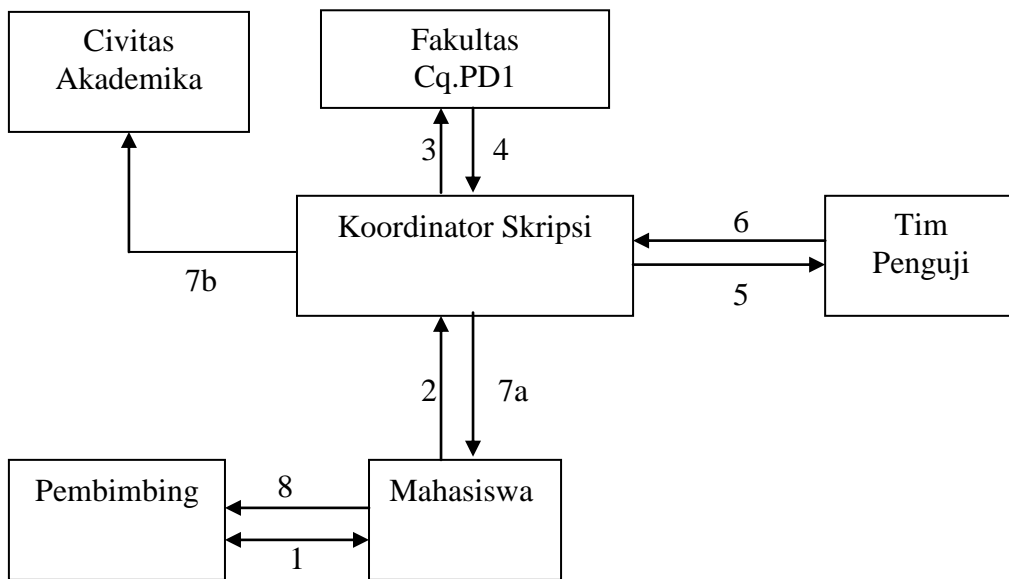 Civitas
Akademika
Fakultas
Cq.PD1
3
4
Koordinator Skripsi
6
Tim
Penguji
7b
5
2
7a
Pembimbing
8
Mahasiswa
1